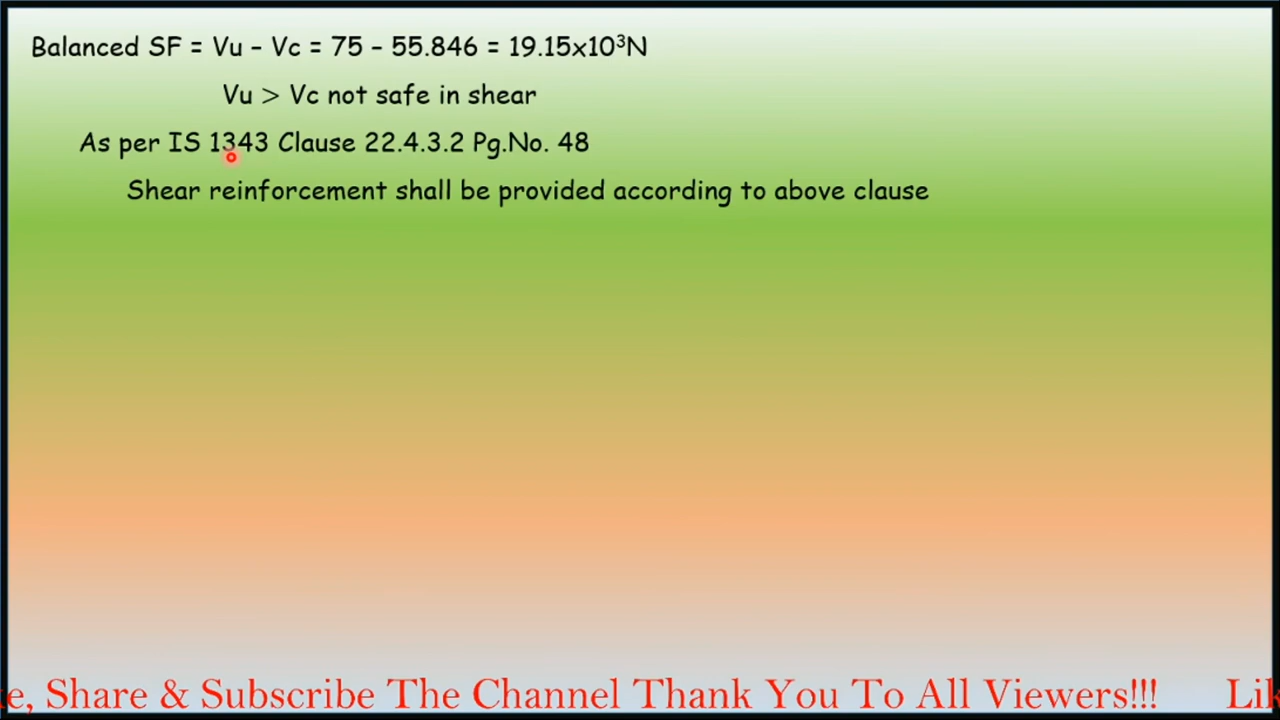 Balanced SF = Vu – Vc = 75 – 55.846 = 19.15x10³N
Vu > Vc not safe in shear
As per IS 1343 Clause 22.4.3.2 Pg.No. 48
Shear reinforcement shall be provided according to above clause
e, Share & Subscribe The Channel Thank You To All Viewers!!! Lik